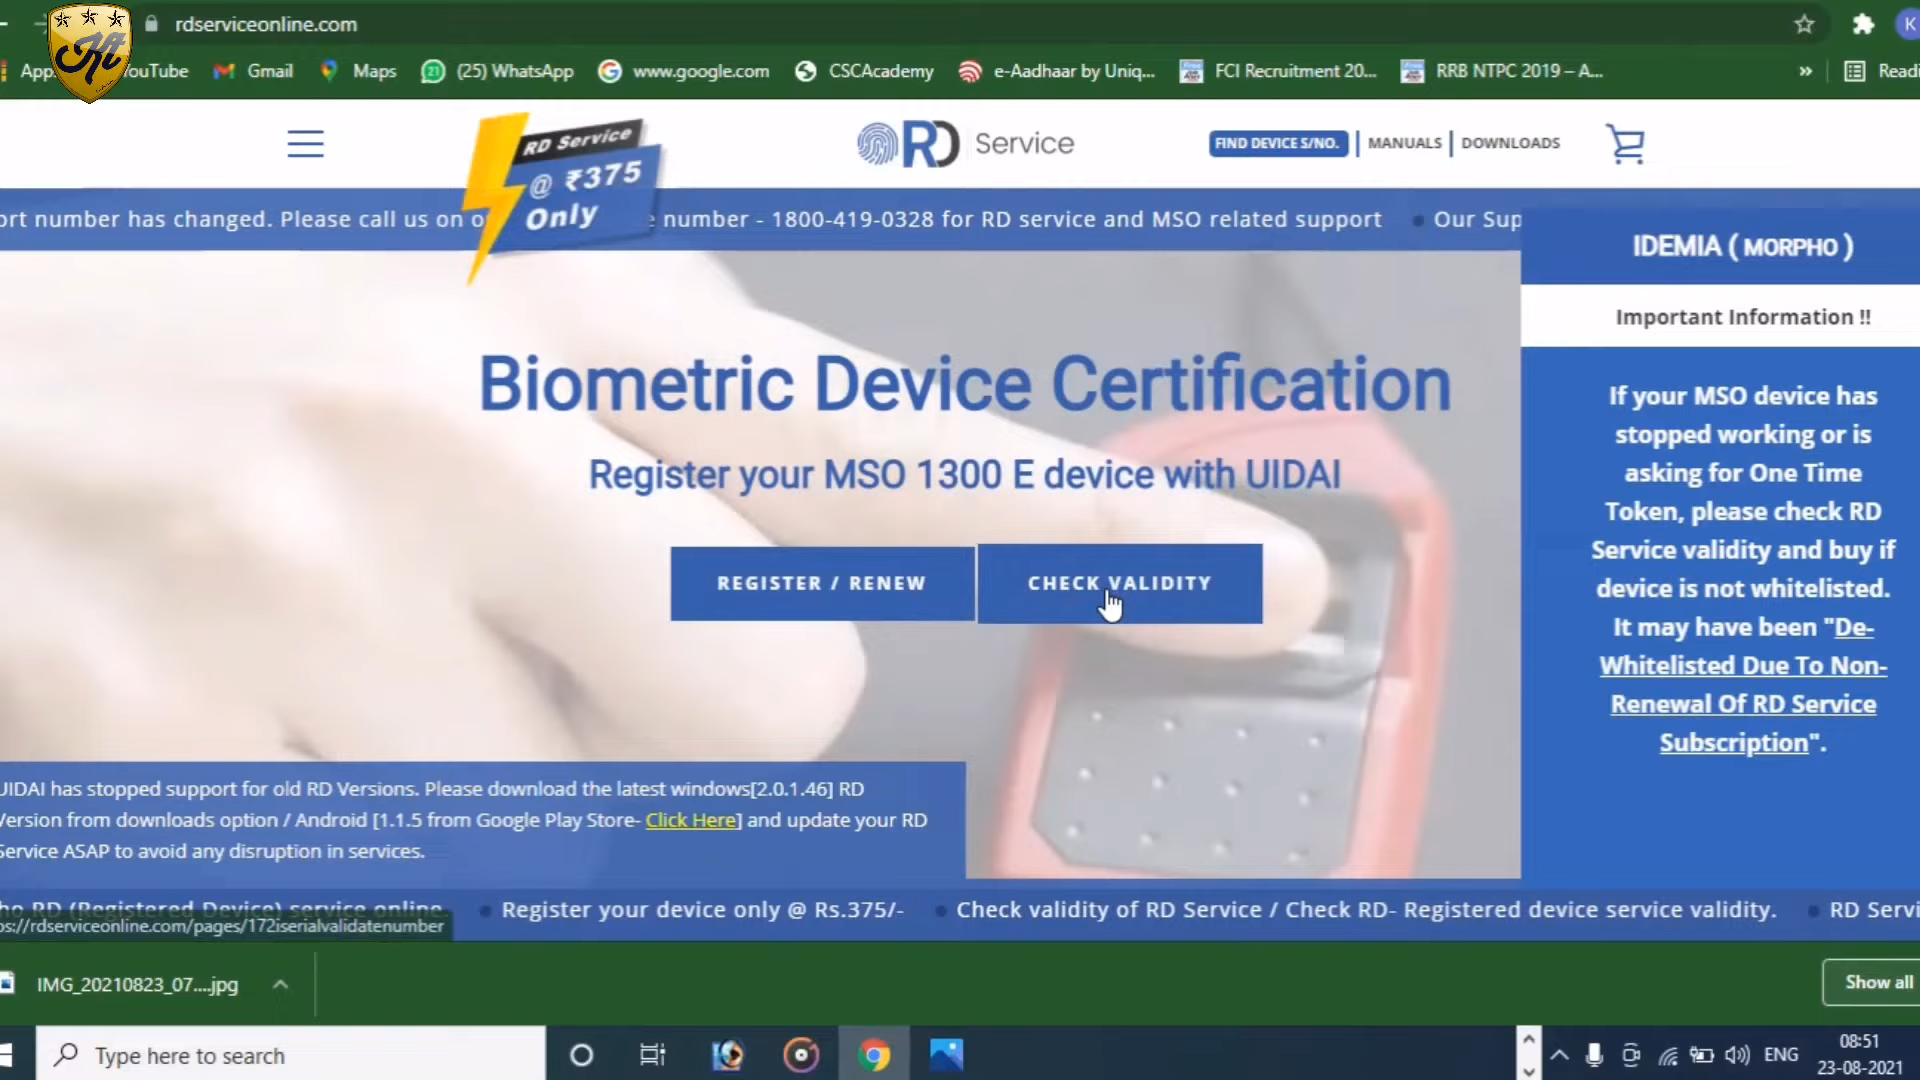 rdserviceonline.com
K
App
YouTube
Gmail
Maps
(25) WhatsApp
www.google.com
CSCAcademy
e-Aadhaar by Uniq...
FCI Recruitment 20...
RRB NTPC 2019 – A...
»
RD Service
@ ₹375
Only
RD Service
FIND DEVICE S/NO.
MANUALS
DOWNLOADS
number has changed. Please call us on
number - 1800-419-0328 for RD service and MSO related support
Our Sup
IDEMIA ( MORPHO )
Important Information !!
Biometric Device Certification
Register your MSO 1300 E device with UIDAI
REGISTER / RENEW
CHECK VALIDITY
If your MSO device has
stopped working or is
asking for One Time
Token, please check RD
Service validity and buy if
device is not whitelisted.
It may have been "De-
Whitelisted Due To Non-
Renewal Of RD Service
Subscription".
UIDAI has stopped support for old RD Versions. Please download the latest windows[2.0.1.46] RD
Version from downloads option / Android [1.1.5 from Google Play Store- Click Here] and update your RD
Service ASAP to avoid any disruption in services.
RD (Registered Device) service online.
Register your device only @ Rs.375/-
Check validity of RD Service / Check RD- Registered device service validity.
RD Servi
ps://rdserviceonline.com/pages/172iserialvalidatenumber
IMG_20210823_07....jpg
Show all
Type here to search
ENG
08:51
23-08-2021